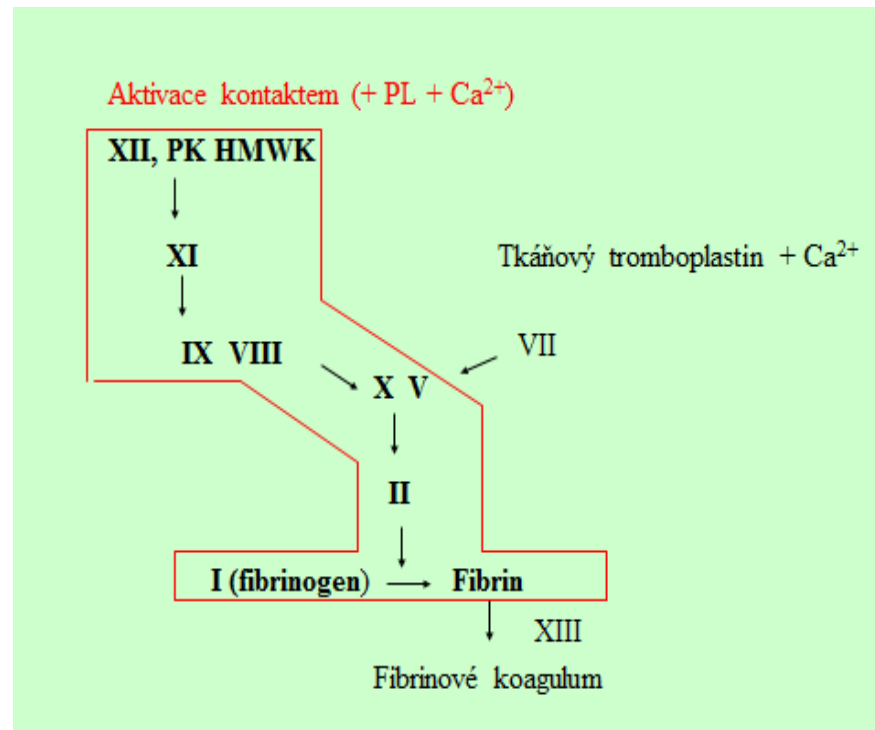 Aktivace kontaktem (+ PL + Ca²⁺)
XII, PK HMWK
XI
Tkáňový tromboplastin + Ca²⁺
IX VIII
VII
X V
II
I (fibrinogen)
Fibrin
XIII
Fibrinové koagulum